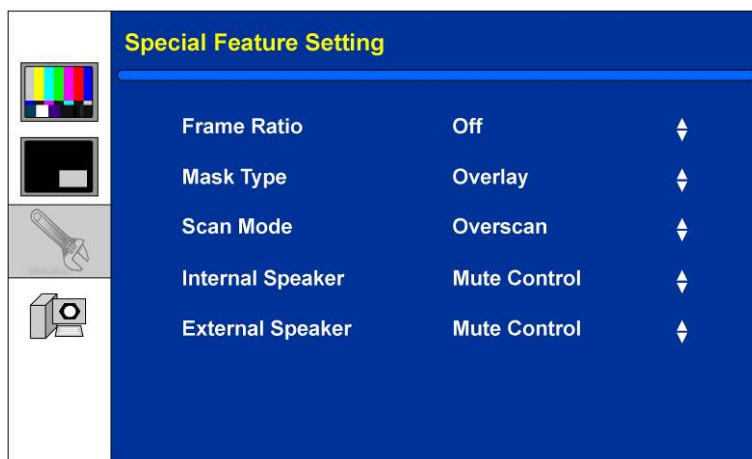 Special Feature Setting
Frame Ratio Off
Mask Type Overlay
Scan Mode Overscan
Internal Speaker Mute Control
External Speaker Mute Control